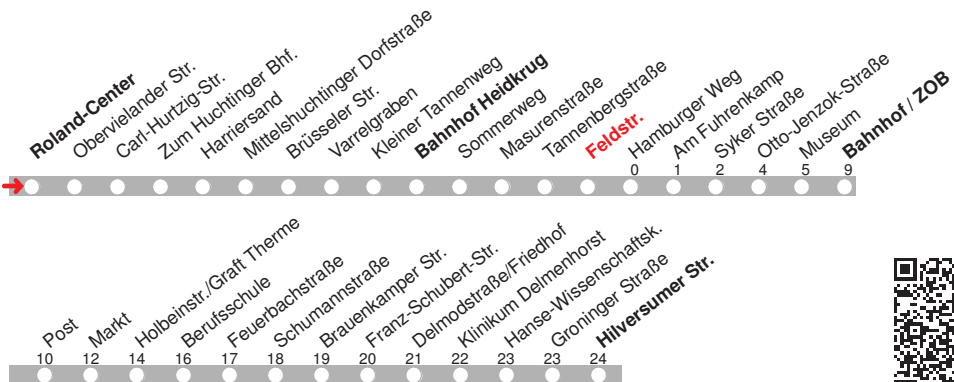 Roland-Center
Obervielander Str.
Carl-Hurtzig-Str.
Zum Huchtinger Bhf.
Harriersand
Mittelshuchtinger Dorfstraße
Brüsseler Str.
Varrelgraben
Kleiner Tannenweg
Bahnhof Heidkrug
Sommerweg
Masurenstraße
Tannenbergstraße
Feldstr.
Hamburger Weg
Am Fuhrenkamp
Syker Straße
Otto-Jenzok-Straße
Museum
Bahnhof / ZOB
0 1 2 4 5 9
Post
Markt
Holbeinstr./Graft Therme
Berufsschule
Feuerbachstraße
Schumannstraße
Brauenkamper Str.
Franz-Schubert-Str.
Delmodstraße/Friedhof
Klinikum Delmenhorst
Hanse-Wissenschaftsk.
Groninger Straße
Hilversumer Str.
10 12 14 16 17 18 19 20 21 22 23 23 24